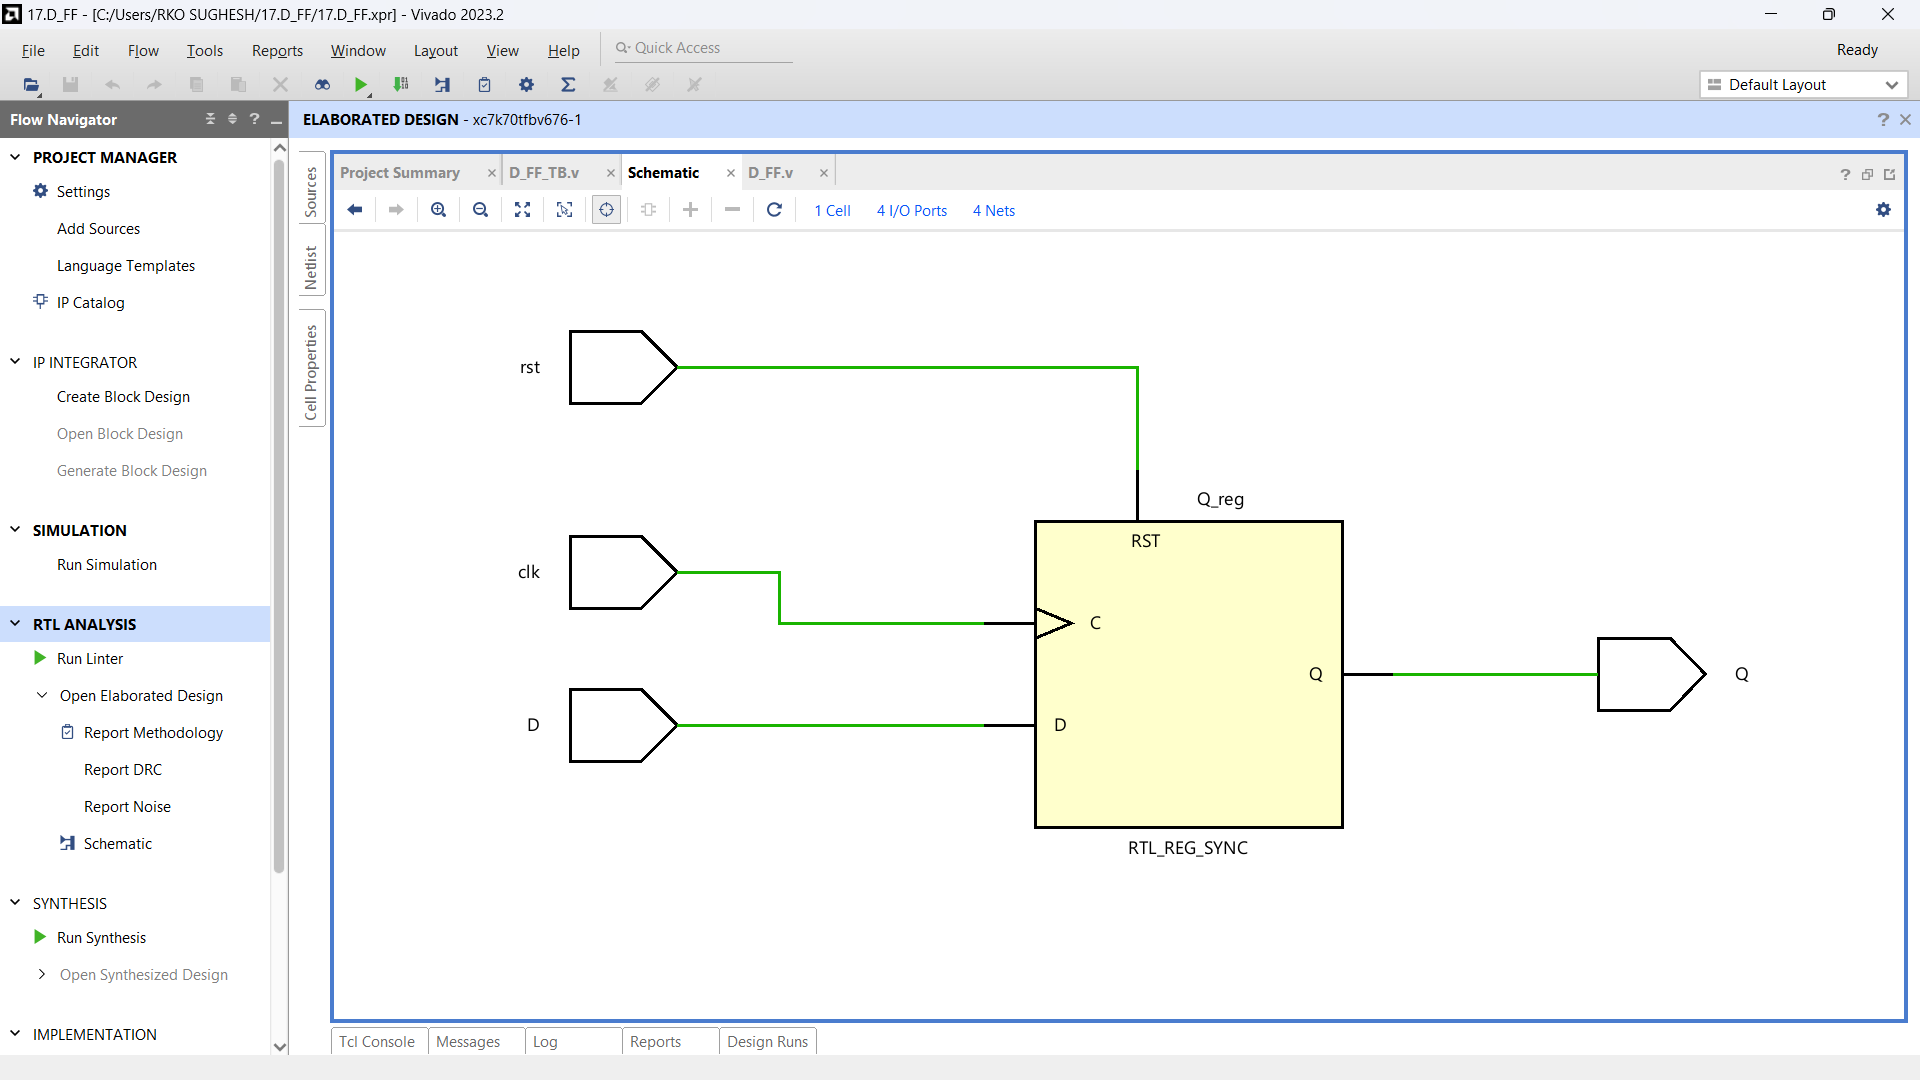 17.D_FF - [C:/Users/RKO SUGHESH/17.D_FF/17.D_FF.xpr] - Vivado 2023.2
File Edit Flow Tools Reports Window Layout View Help Quick Access Ready
Default Layout
Flow Navigator
ELABORATED DESIGN - xc7k70tfbv676-1
PROJECT MANAGER
Settings
Add Sources
Language Templates
IP Catalog
IP INTEGRATOR
Create Block Design
Open Block Design
Generate Block Design
SIMULATION
Run Simulation
RTL ANALYSIS
Run Linter
Open Elaborated Design
Report Methodology
Report DRC
Report Noise
Schematic
SYNTHESIS
Run Synthesis
Open Synthesized Design
IMPLEMENTATION
Sources
Netlist
Cell Properties
Project Summary D_FF_TB.v Schematic D_FF.v
1 Cell 4 I/O Ports 4 Nets
rst
Q_reg
RST
clk
C
Q
Q
D
D
RTL_REG_SYNC
Tcl Console Messages Log Reports Design Runs